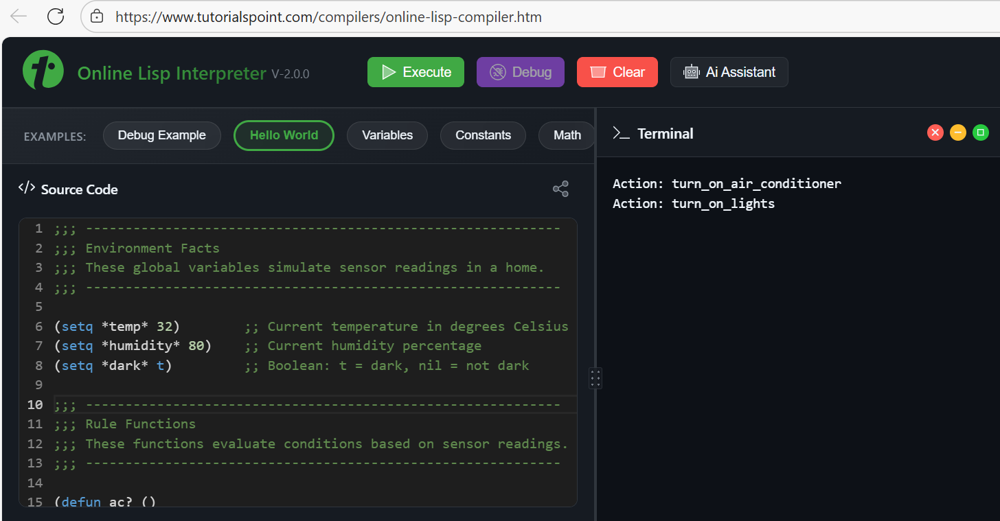 https://www.tutorialspoint.com/compilers/online-lisp-compiler.htm
Online Lisp Interpreter V-2.0.0
Execute
Debug
Clear
Ai Assistant
EXAMPLES:
Debug Example
Hello World
Variables
Constants
Math
</> Source Code
1 ;;; ------------------------------------------------------------
2 ;;; Environment Facts
3 ;;; These global variables simulate sensor readings in a home.
4 ;;; ------------------------------------------------------------
5
6 (setq *temp* 32)        ;; Current temperature in degrees Celsius
7 (setq *humidity* 80)    ;; Current humidity percentage
8 (setq *dark* t)         ;; Boolean: t = dark, nil = not dark
9
10 ;;; ------------------------------------------------------------
11 ;;; Rule Functions
12 ;;; These functions evaluate conditions based on sensor readings.
13 ;;; ------------------------------------------------------------
14
15 (defun ac? ()
>_ Terminal
Action: turn_on_air_conditioner
Action: turn_on_lights